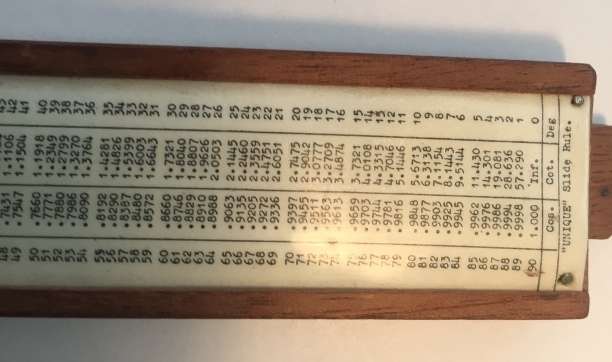 48 .7431 1.1106 42
49 .7547 1.1504 41
50 .7660 1.1918 40
51 .7771 1.2349 39
52 .7880 1.2799 38
53 .7986 1.3270 37
54 .8090 1.3764 36
55 .8192 1.4281 35
56 .8290 1.4826 34
57 .8387 1.5399 33
58 .8480 1.6003 32
59 .8572 1.6643 31
60 .8660 1.7321 30
61 .8746 1.8040 29
62 .8829 1.8807 28
63 .8910 1.9626 27
64 .8988 2.0503 26
65 .9063 2.1445 25
66 .9135 2.2460 24
67 .9205 2.3559 23
68 .9272 2.4751 22
69 .9336 2.6051 21
70 .9397 2.7475 20
71 .9455 2.9042 19
72 .9511 3.0777 18
73 .9563 3.2709 17
74 .9613 3.4874 16
75 .9659 3.7321 15
76 .9703 4.0108 14
77 .9744 4.3315 13
78 .9781 4.7046 12
79 .9816 5.1446 11
80 .9848 5.6713 10
81 .9877 6.3138 9
82 .9903 7.1154 8
83 .9925 8.1443 7
84 .9945 9.5144 6
85 .9962 11.430 5
86 .9976 14.301 4
87 .9986 19.081 3
88 .9994 28.636 2
89 .9998 57.290 1
90 1.000 Inf. 0
Cos. Cot. Deg
"UNIQUE" Slide Rule.